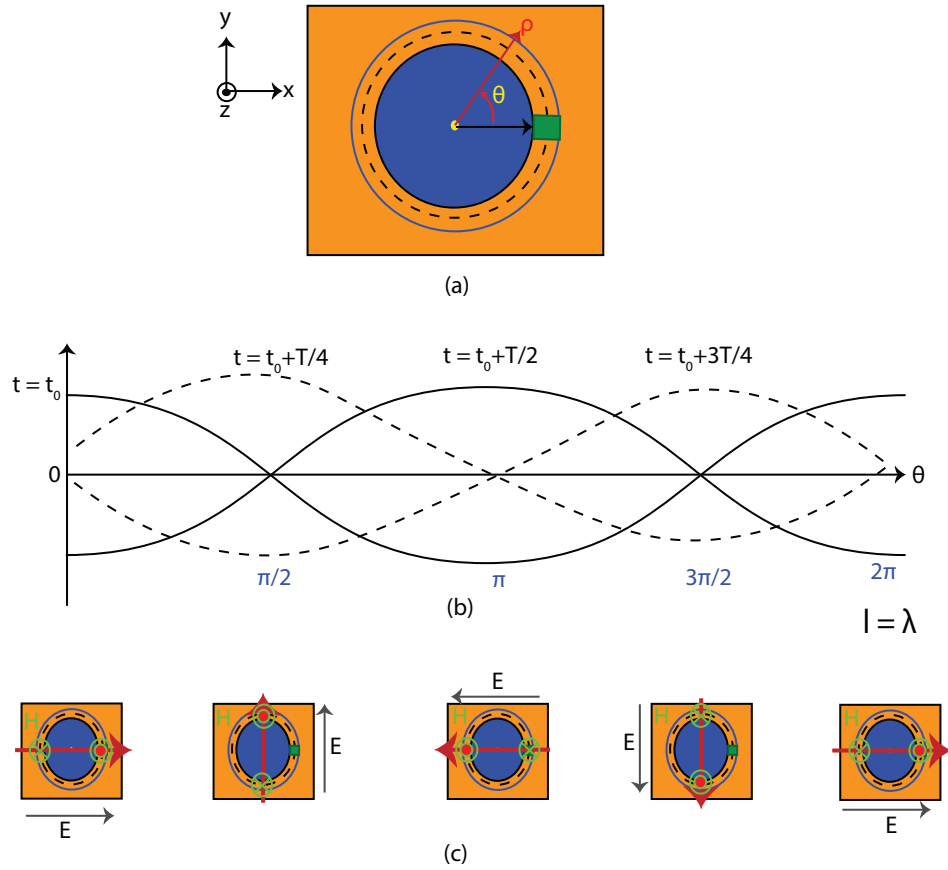 y
ρ
θ
x
z
(a)
t = t₀+T/4
t = t₀+T/2
t = t₀+3T/4
t = t₀
0
θ
π/2
π
3π/2
2π
(b)
l = λ
E
H
H
E
H
E
H
E
H
E
(c)